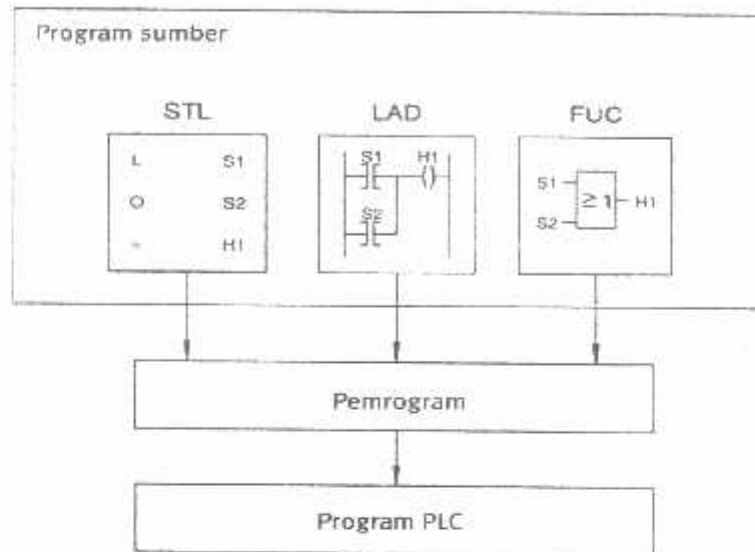 Program sumber
STL
L S1
O S2
= H1
LAD
S1 H1
S2
FUC
S1
≥ 1
H1
S2
Pemrogram
Program PLC